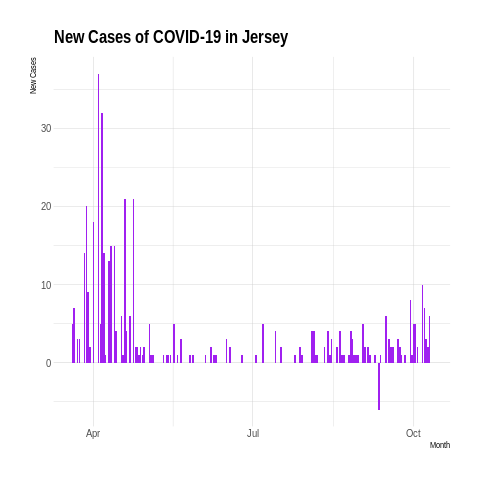 New Cases of COVID-19 in Jersey
New Cases
30
20
10
0
Apr
Jul
Oct
Month